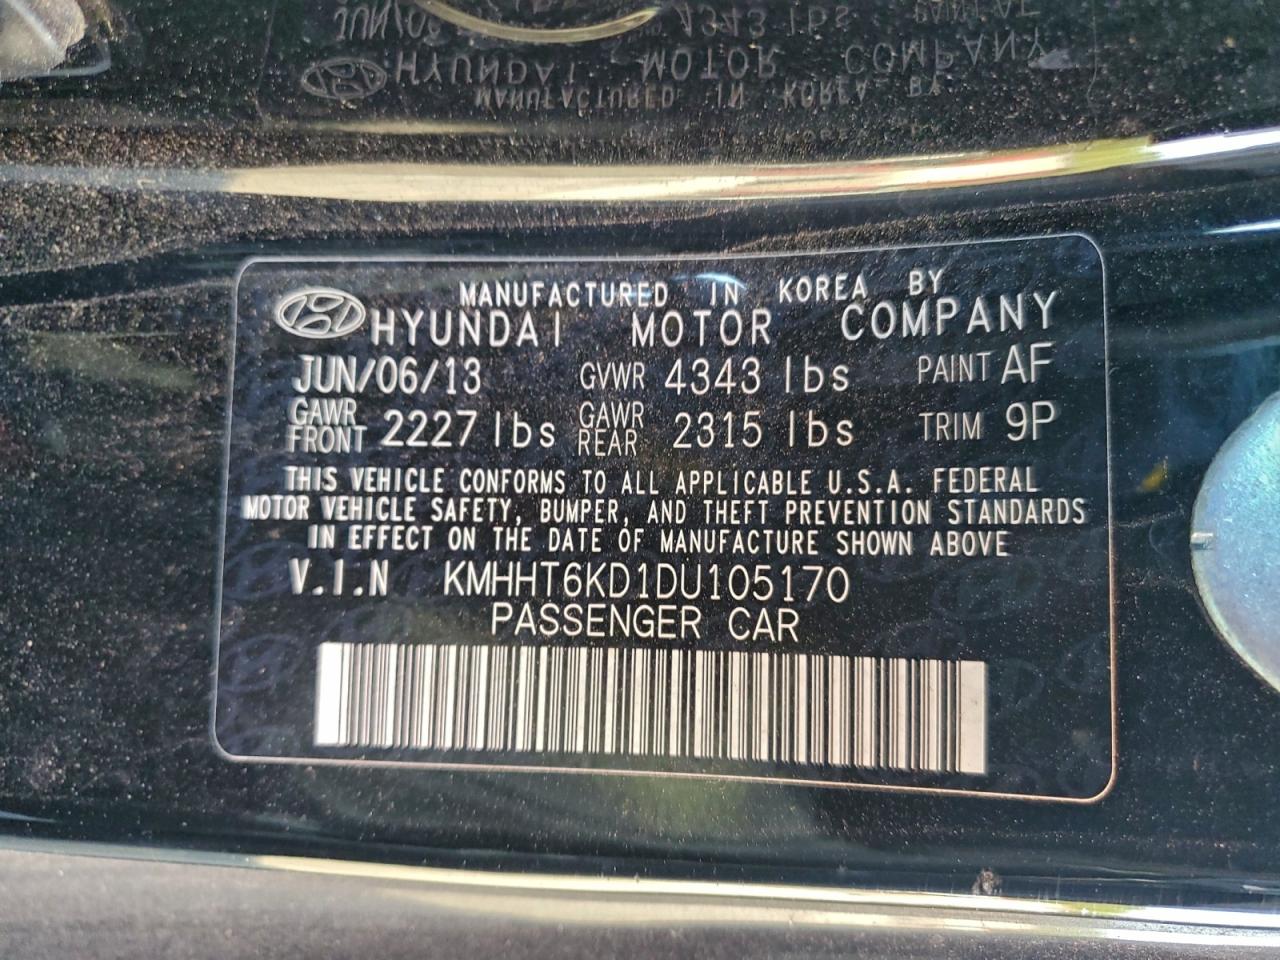 MANUFACTURED IN KOREA BY
HYUNDAI MOTOR COMPANY
JUN/06/13 GVWR 4343 lbs PAINT AF
GAWR FRONT 2227 lbs GAWR REAR 2315 lbs TRIM 9P
THIS VEHICLE CONFORMS TO ALL APPLICABLE U.S.A. FEDERAL
MOTOR VEHICLE SAFETY, BUMPER, AND THEFT PREVENTION STANDARDS
IN EFFECT ON THE DATE OF MANUFACTURE SHOWN ABOVE
V.I.N KMHHT6KD1DU105170
PASSENGER CAR